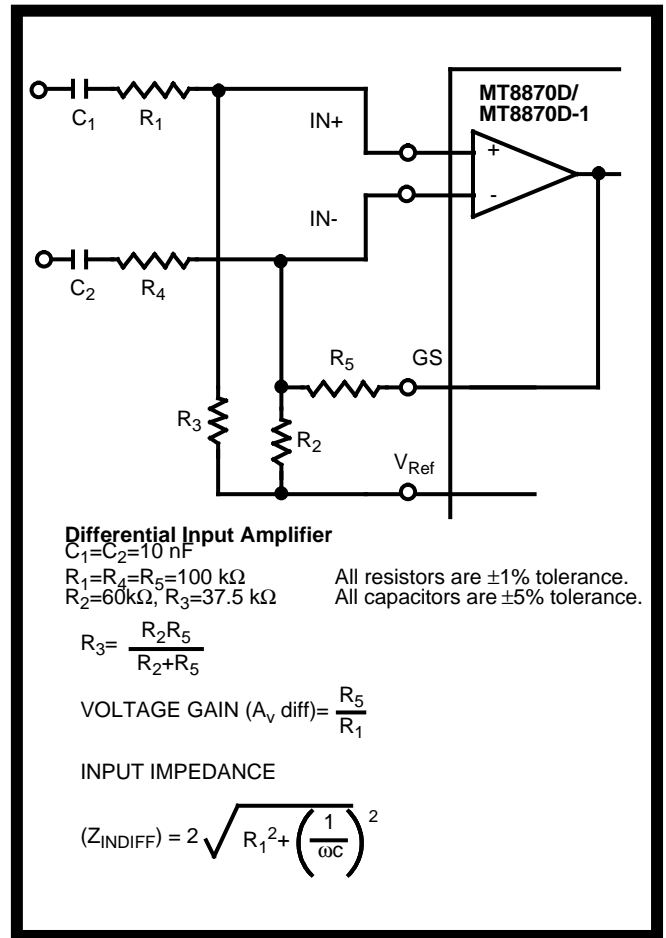 MT8870D/
MT8870D-1
C1 R1
IN+
+
-
IN-
C2 R4
R5 GS
R3
R2
VRef
Differential Input Amplifier
C1=C2=10 nF
R1=R4=R5=100 kΩ All resistors are ±1% tolerance.
R2=60kΩ, R3=37.5 kΩ All capacitors are ±5% tolerance.
R3= R2R5
R2+R5
VOLTAGE GAIN (Av diff)= R5
R1
INPUT IMPEDANCE
(ZINDIFF) = 2 √ R1²+ (1
ωc)²